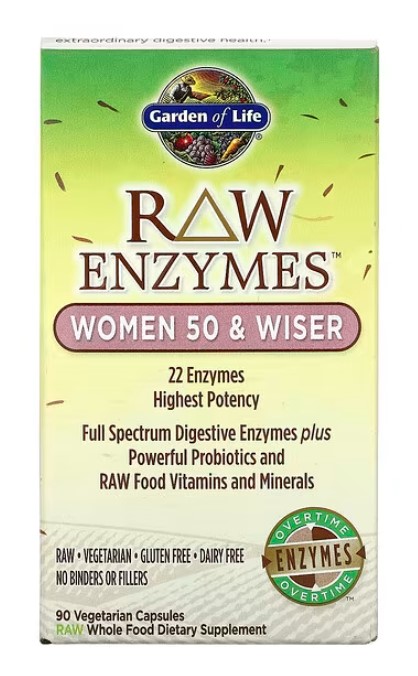 extraordinary digestive health.
Garden of Life®
RAW
ENZYMES™
WOMEN 50 & WISER
22 Enzymes
Highest Potency
Full Spectrum Digestive Enzymes plus
Powerful Probiotics and
RAW Food Vitamins and Minerals
OVERTIME
ENZYMES
OVERTIME™
RAW • VEGETARIAN • GLUTEN FREE • DAIRY FREE
NO BINDERS OR FILLERS
90 Vegetarian Capsules
RAW Whole Food Dietary Supplement